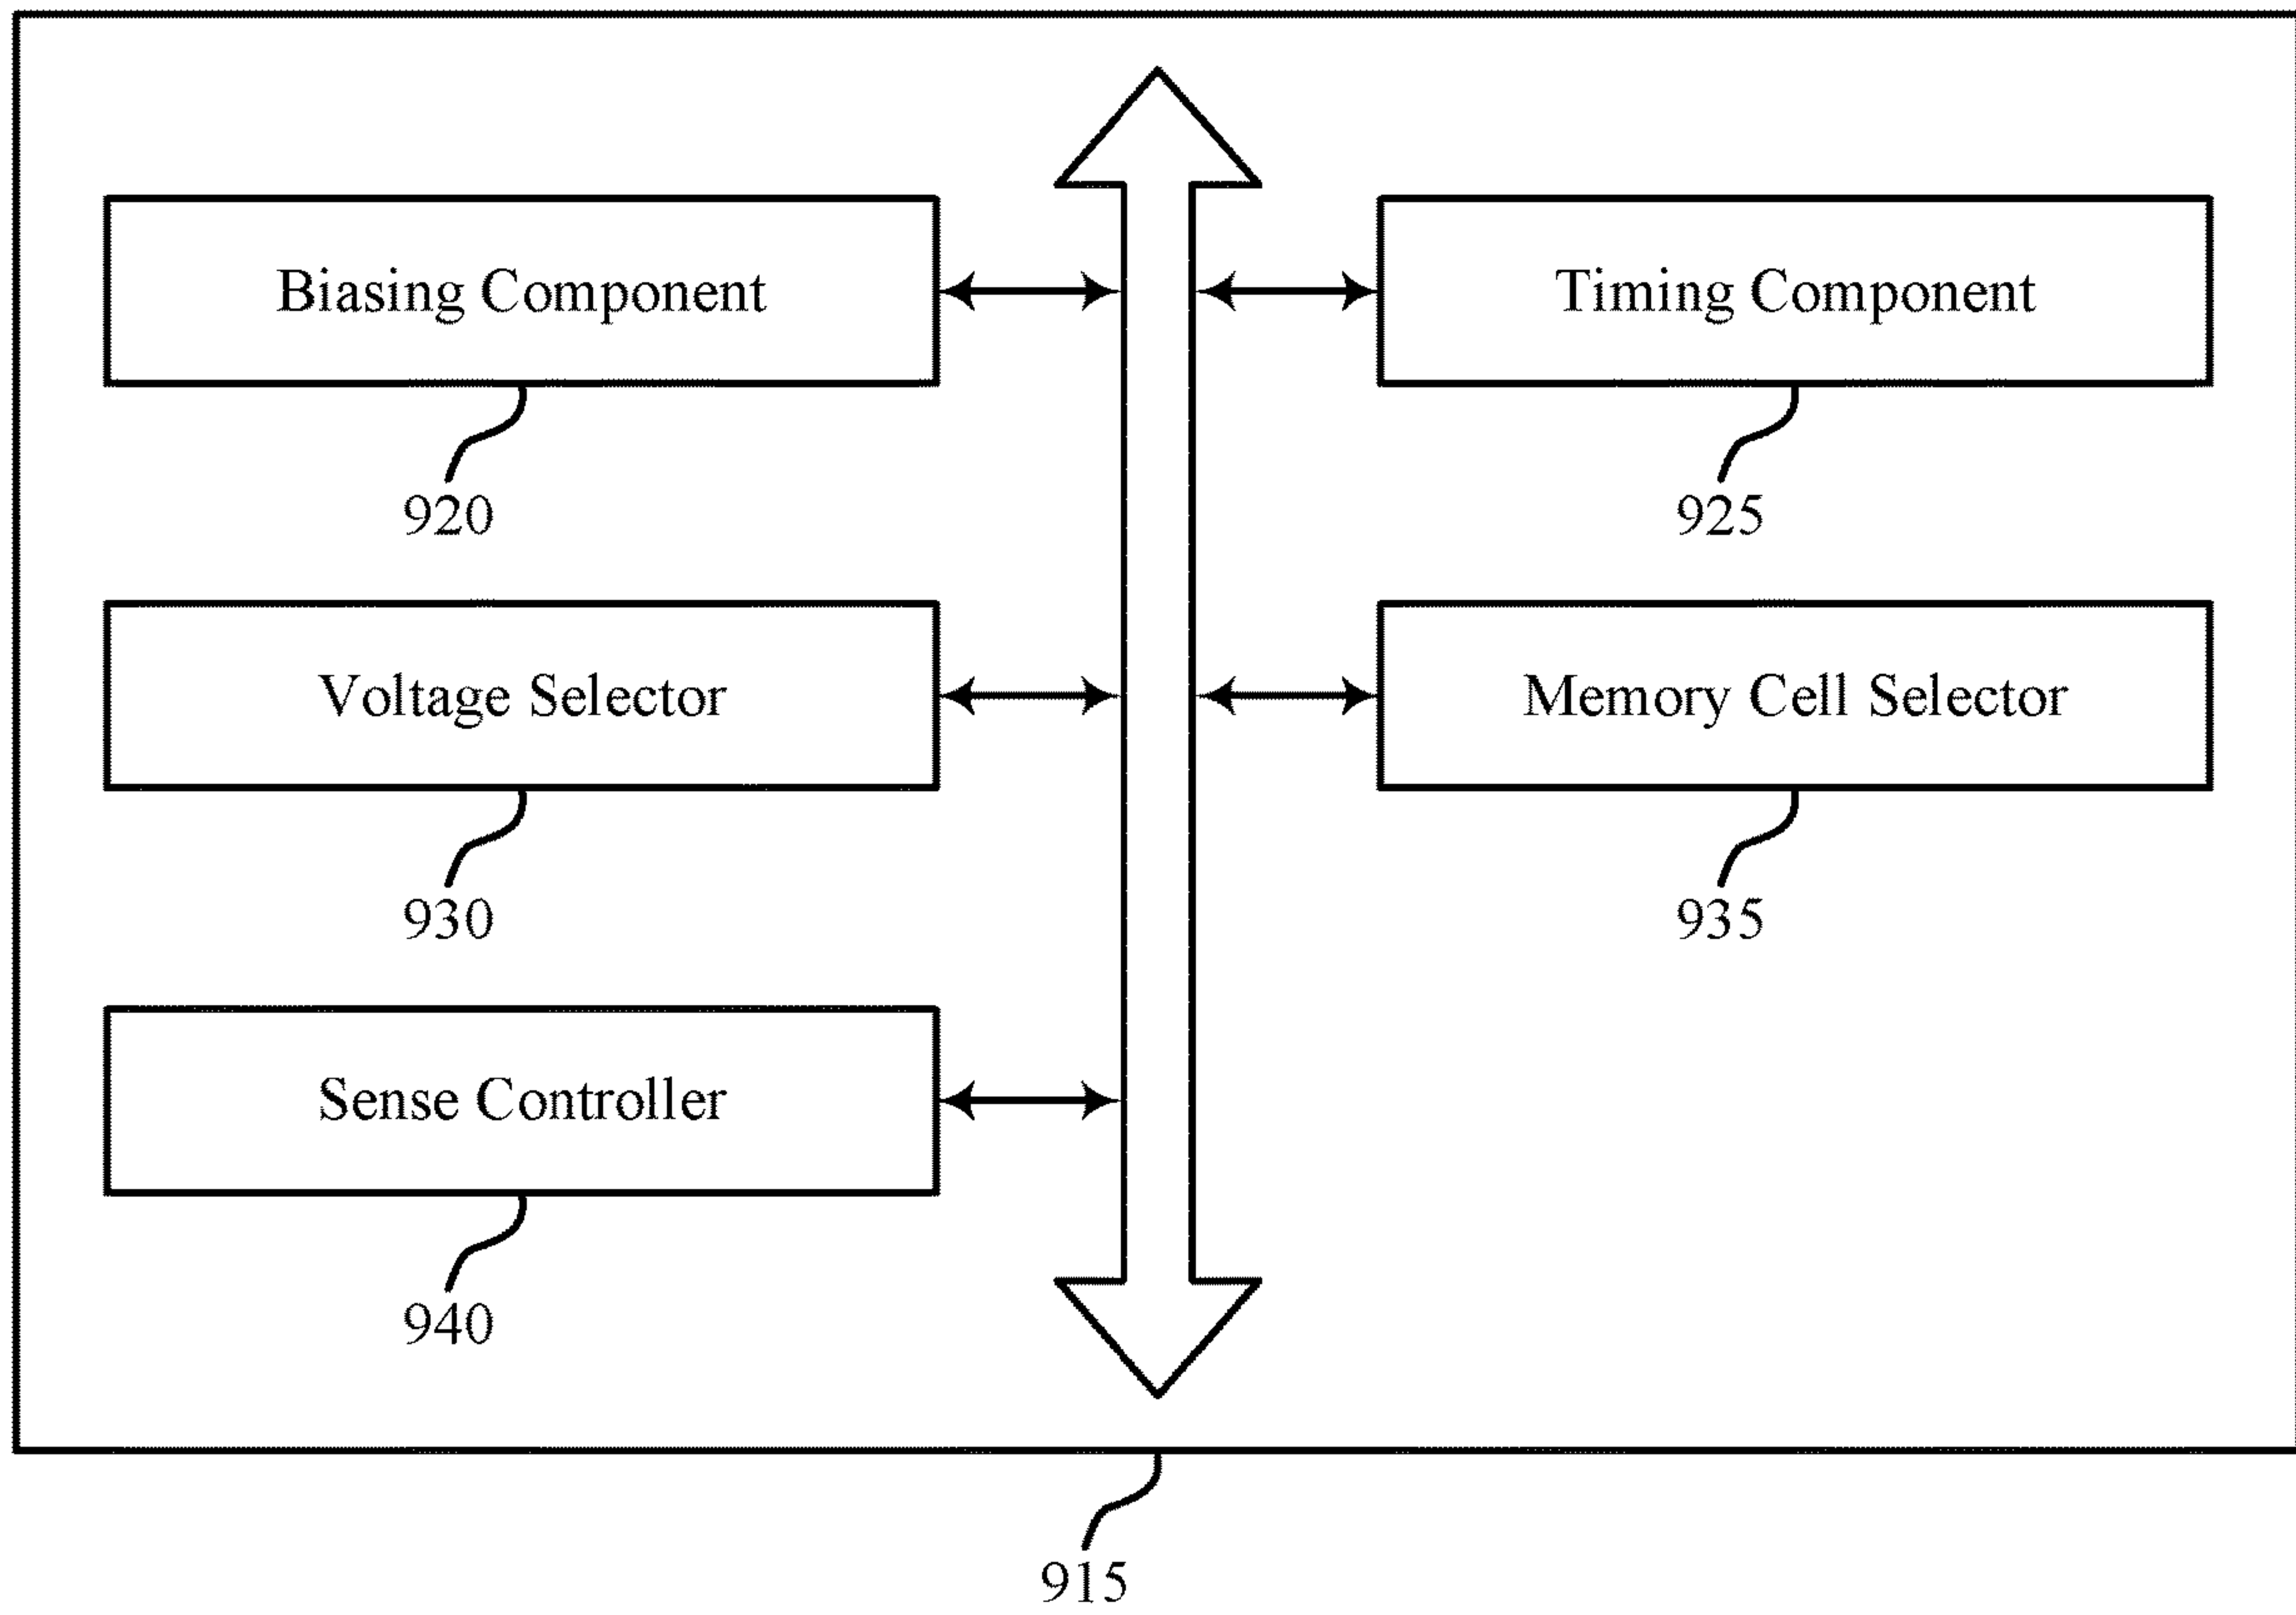 Biasing Component
Timing Component
920
925
Voltage Selector
Memory Cell Selector
930
935
Sense Controller
940
915